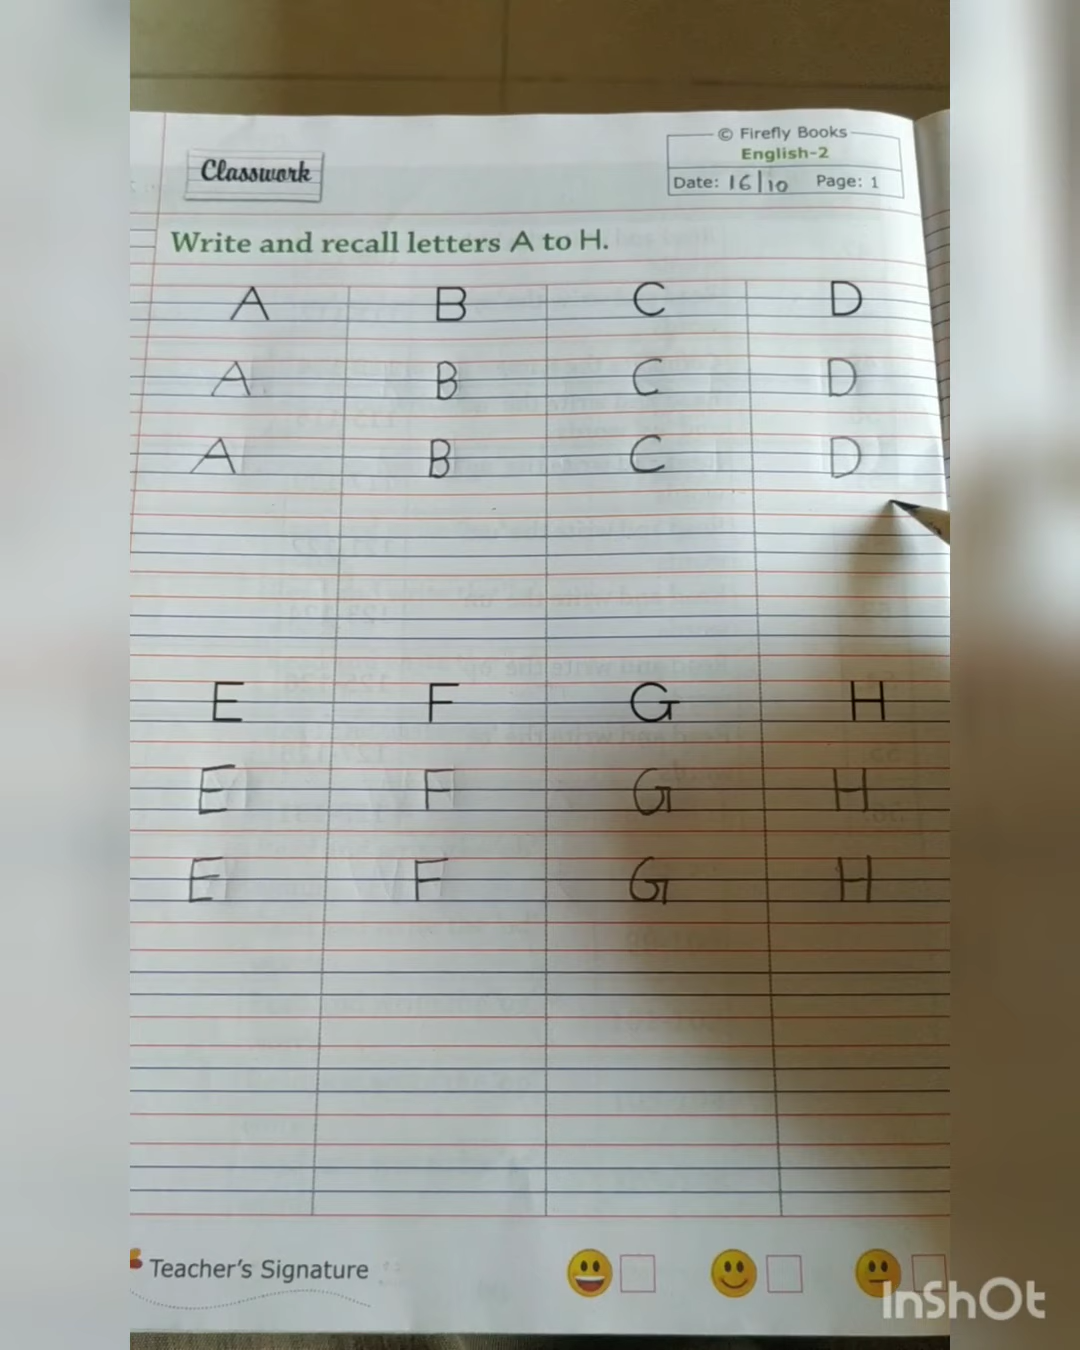 © Firefly Books
English-2
Classwork
Date: 16/10 Page: 1
Write and recall letters A to H.
A B C D
A B C D
A B C D
E F G H
E F G H
E F G H
Teacher's Signature
InShOt